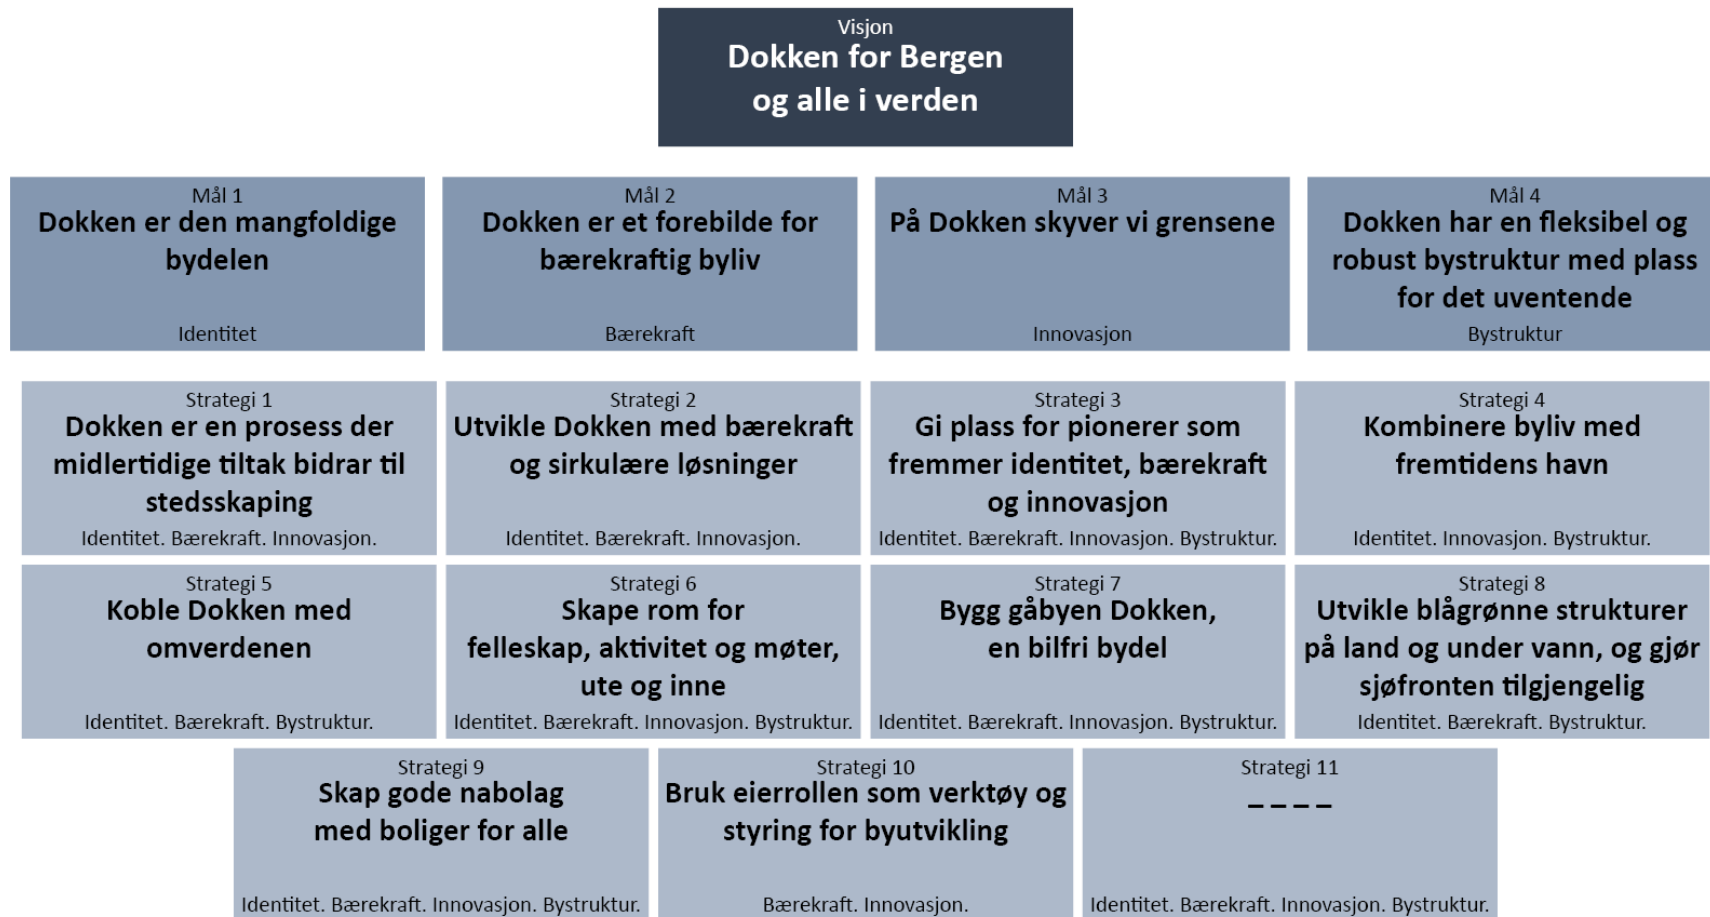 Visjon
Dokken for Bergen
og alle i verden
Mål 1
Dokken er den mangfoldige
bydelen
Identitet
Mål 2
Dokken er et forebilde for
bærekraftig byliv
Bærekraft
Mål 3
På Dokken skyver vi grensene
Innovasjon
Mål 4
Dokken har en fleksibel og
robust bystruktur med plass
for det uventende
Bystruktur
Strategi 1
Dokken er en prosess der
midlertidige tiltak bidrar til
stedsskaping
Identitet. Bærekraft. Innovasjon.
Strategi 2
Utvikle Dokken med bærekraft
og sirkulære løsninger
Identitet. Bærekraft. Innovasjon.
Strategi 3
Gi plass for pionerer som
fremmer identitet, bærekraft
og innovasjon
Identitet. Bærekraft. Innovasjon. Bystruktur.
Strategi 4
Kombinere byliv med
fremtidens havn
Identitet. Innovasjon. Bystruktur.
Strategi 5
Koble Dokken med
omverdenen
Identitet. Bærekraft. Bystruktur.
Strategi 6
Skape rom for
felleskap, aktivitet og møter,
ute og inne
Identitet. Bærekraft. Innovasjon. Bystruktur.
Strategi 7
Bygg gåbyen Dokken,
en bilfri bydel
Identitet. Bærekraft. Innovasjon. Bystruktur.
Strategi 8
Utvikle blågrønne strukturer
på land og under vann, og gjør
sjøfronten tilgjengelig
Identitet. Bærekraft. Bystruktur.
Strategi 9
Skap gode nabolag
med boliger for alle
Identitet. Bærekraft. Innovasjon. Bystruktur.
Strategi 10
Bruk eierrollen som verktøy og
styring for byutvikling
Bærekraft. Innovasjon.
Strategi 11
– – – –
Identitet. Bærekraft. Innovasjon. Bystruktur.